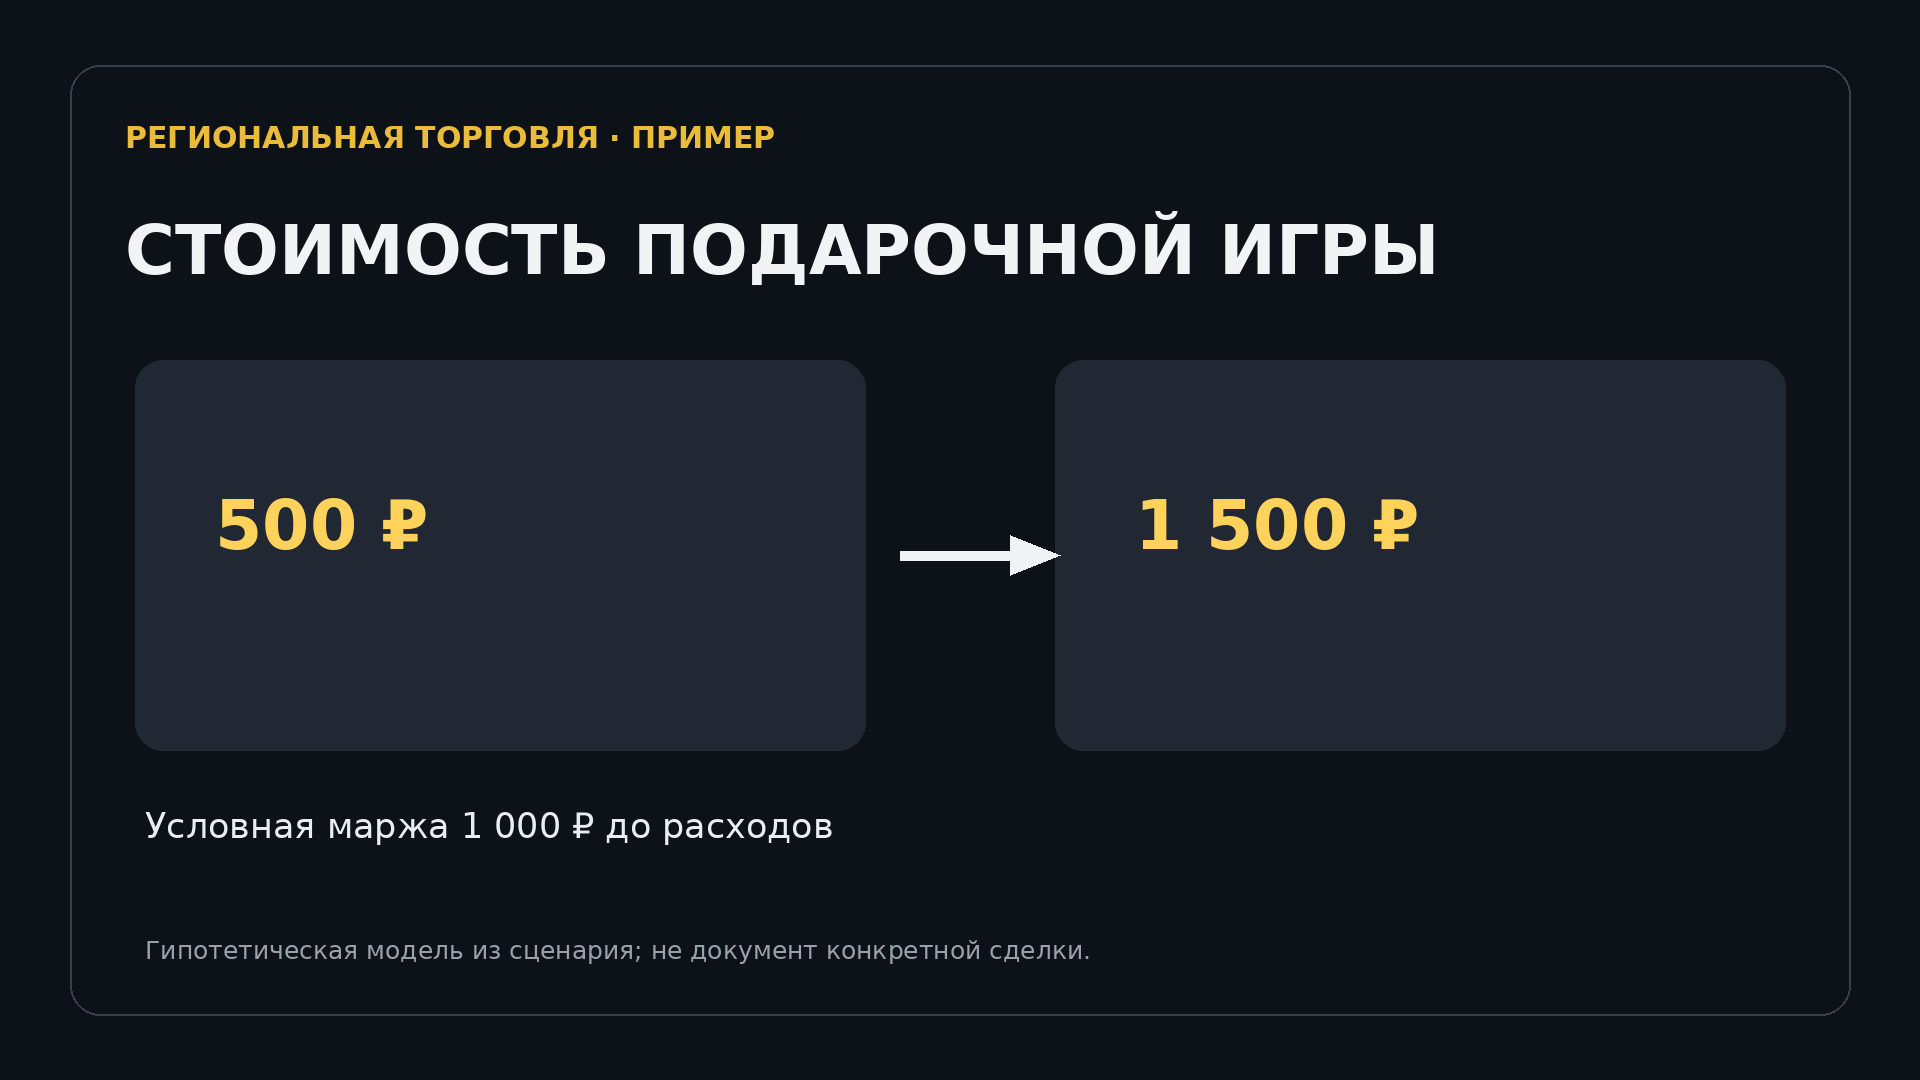 РЕГИОНАЛЬНАЯ ТОРГОВЛЯ · ПРИМЕР
СТОИМОСТЬ ПОДАРОЧНОЙ ИГРЫ
500 ₽
1 500 ₽
Условная маржа 1 000 ₽ до расходов
Гипотетическая модель из сценария; не документ конкретной сделки.